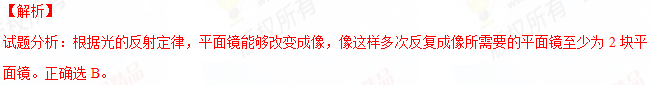 【解析】
试题分析：根据光的反射定律，平面镜能够改变成像，像这样多次反复成像所需要的平面镜至少为 2 块平
面镜。正确选 B。